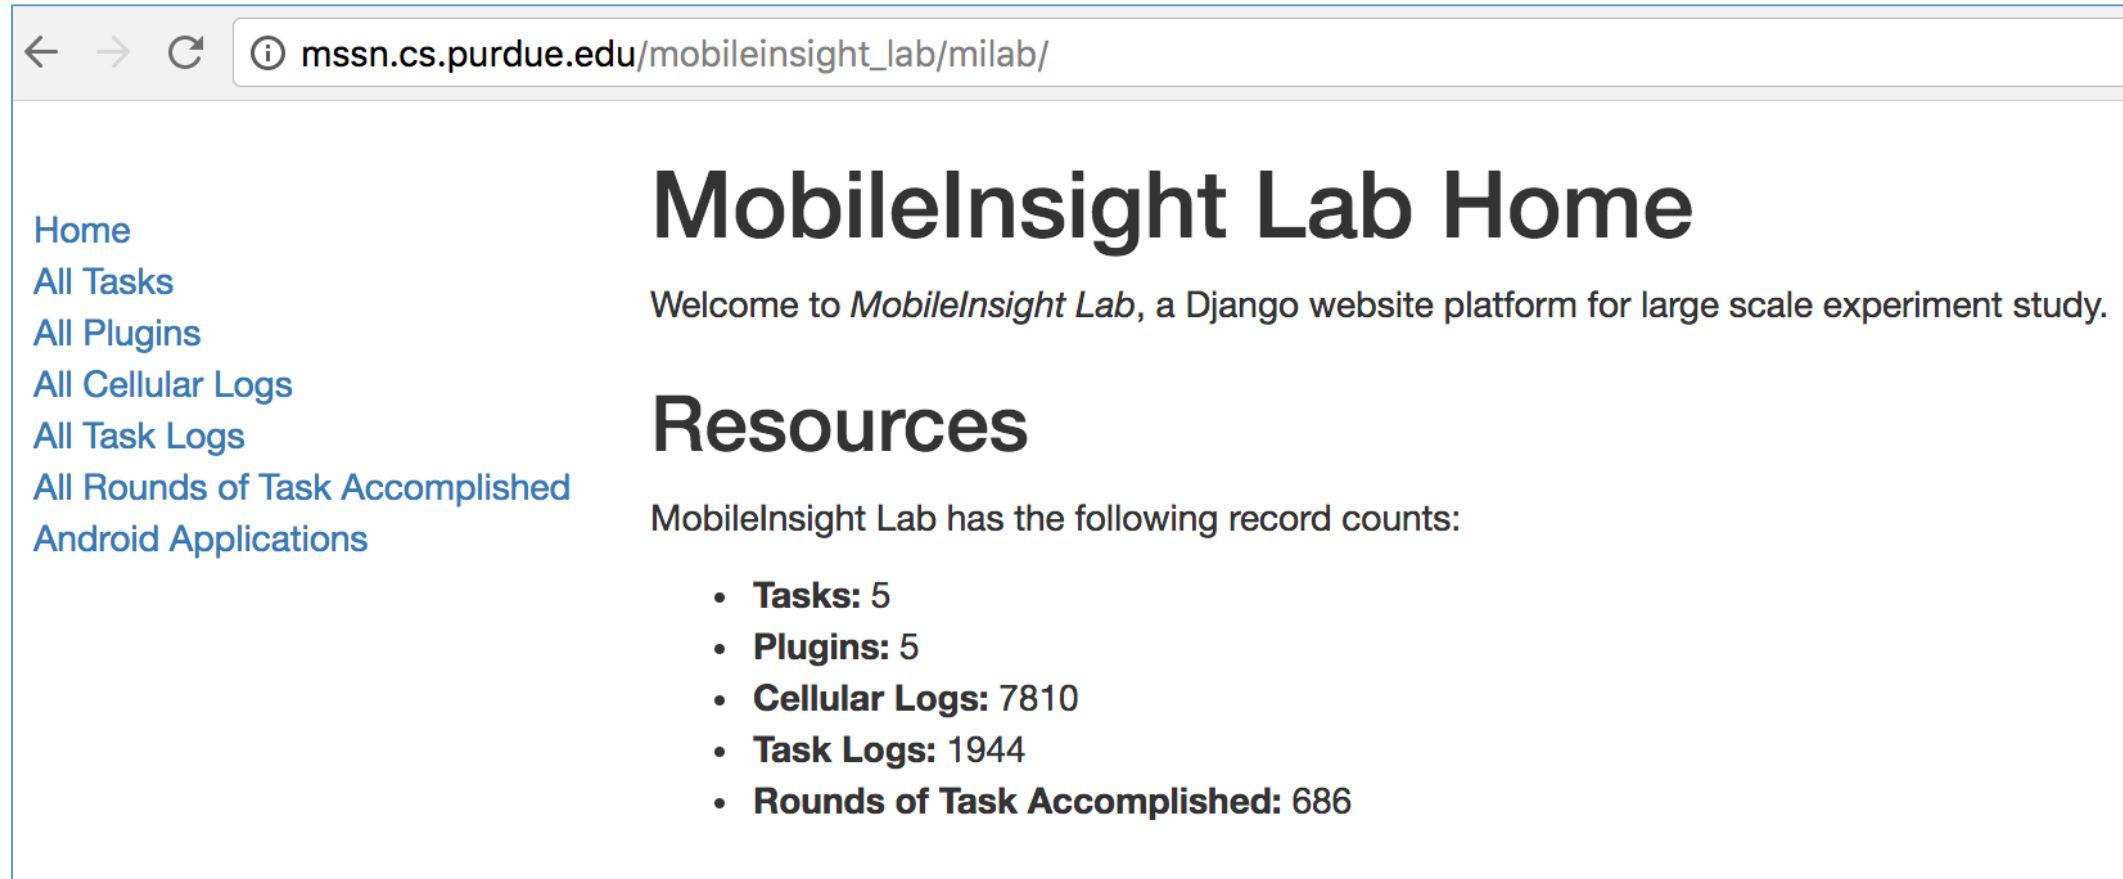 mssn.cs.purdue.edu/mobileinsight_lab/milab/
Home
All Tasks
All Plugins
All Cellular Logs
All Task Logs
All Rounds of Task Accomplished
Android Applications
MobileInsight Lab Home
Welcome to MobileInsight Lab, a Django website platform for large scale experiment study.
Resources
MobileInsight Lab has the following record counts:
• Tasks: 5
• Plugins: 5
• Cellular Logs: 7810
• Task Logs: 1944
• Rounds of Task Accomplished: 686